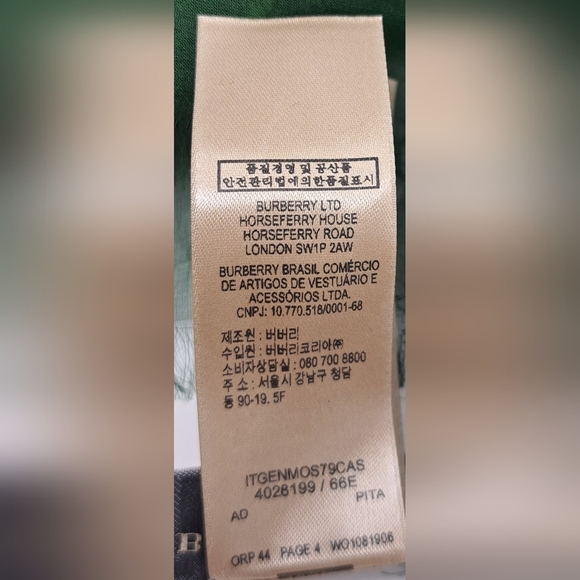 품질경영 및 공산품
안전관리법에의한품질표시
BURBERRY LTD
HORSEFERRY HOUSE
HORSEFERRY ROAD
LONDON SW1P 2AW
BURBERRY BRASIL COMÉRCIO
DE ARTIGOS DE VESTUÁRIO E
ACESSÓRIOS LTDA.
CNPJ: 10.770.518/0001-68
제조원 : 버버리
수입원 : 버버리코리아㈜
소비자상담실 : 080 700 8800
주 소 : 서울시 강남구 청담
동 90-19. 5F
ITGENMOS79CAS
4028199 / 66E
AD PITA
ORP 44 PAGE 4 WO1081906
B